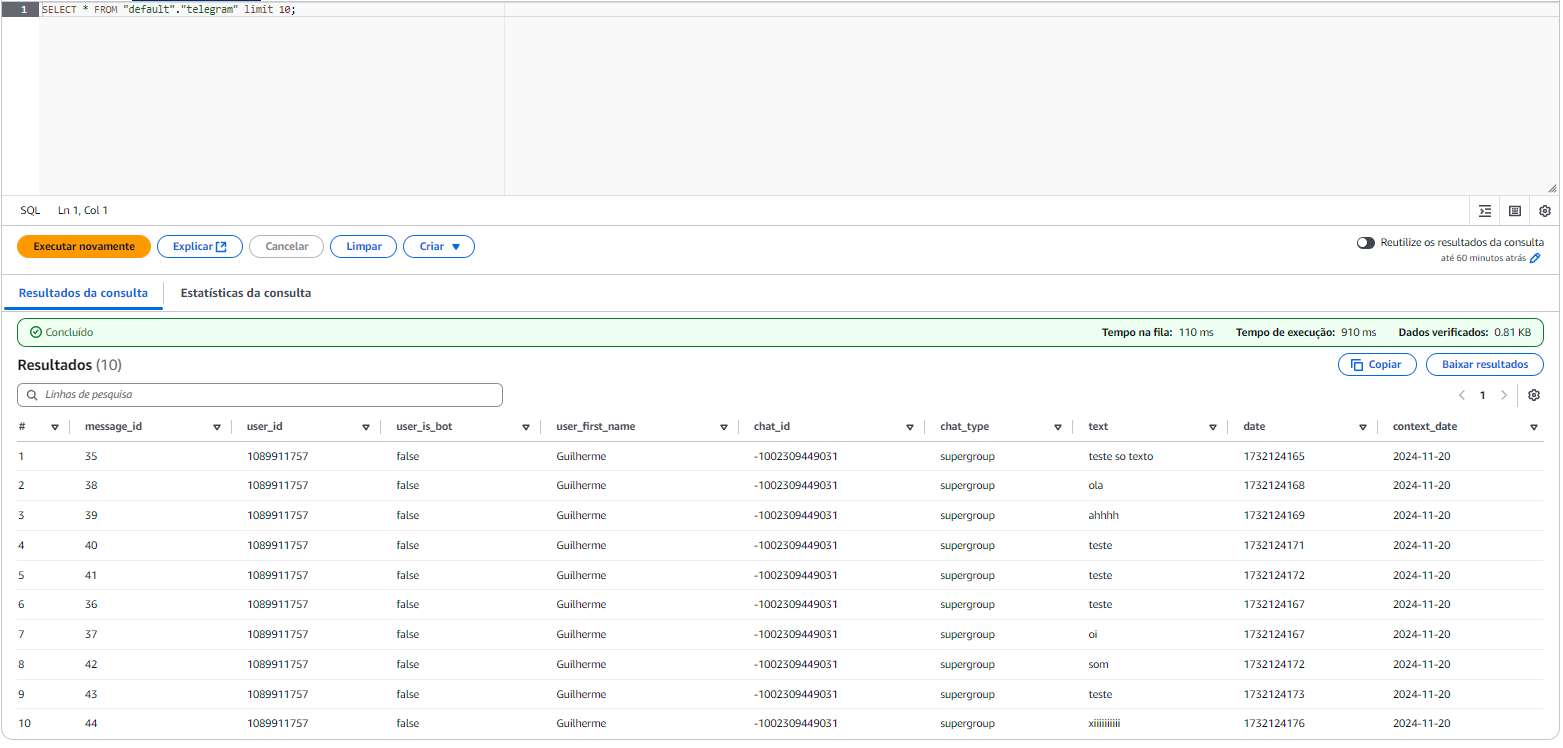 1 SELECT * FROM "default"."telegram" limit 10;
SQL Ln 1, Col 1
Executar novamente Explicar Cancelar Limpar Criar Reutilize os resultados da consulta
até 60 minutos atrás
Resultados da consulta Estatísticas da consulta
Concluído Tempo na fila: 110 ms Tempo de execução: 910 ms Dados verificados: 0.81 KB
Resultados (10) Copiar Baixar resultados
Linhas de pesquisa 1
# message_id user_id user_is_bot user_first_name chat_id chat_type text date context_date
1 35 1089911757 false Guilherme -1002309449031 supergroup teste so texto 1732124165 2024-11-20
2 38 1089911757 false Guilherme -1002309449031 supergroup ola 1732124168 2024-11-20
3 39 1089911757 false Guilherme -1002309449031 supergroup ahhhh 1732124169 2024-11-20
4 40 1089911757 false Guilherme -1002309449031 supergroup teste 1732124171 2024-11-20
5 41 1089911757 false Guilherme -1002309449031 supergroup teste 1732124172 2024-11-20
6 36 1089911757 false Guilherme -1002309449031 supergroup teste 1732124167 2024-11-20
7 37 1089911757 false Guilherme -1002309449031 supergroup oi 1732124167 2024-11-20
8 42 1089911757 false Guilherme -1002309449031 supergroup som 1732124172 2024-11-20
9 43 1089911757 false Guilherme -1002309449031 supergroup teste 1732124173 2024-11-20
10 44 1089911757 false Guilherme -1002309449031 supergroup xiiiiiiiiii 1732124176 2024-11-20